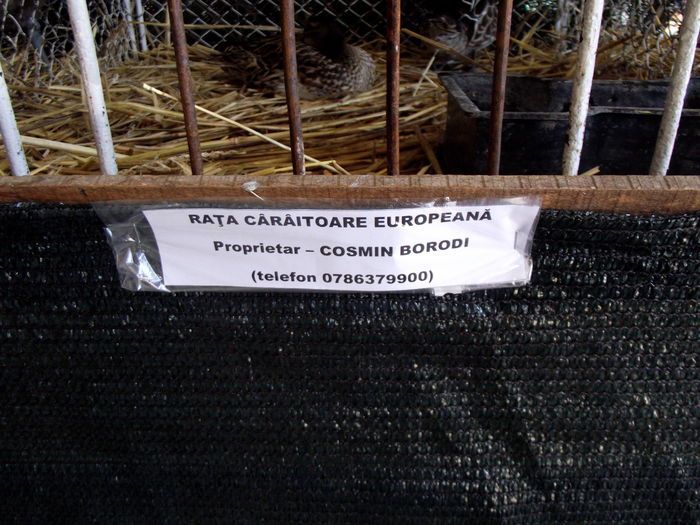 RAŢA CÂRÂITOARE EUROPEANĂ
Proprietar – COSMIN BORODI
(telefon 0786379900)